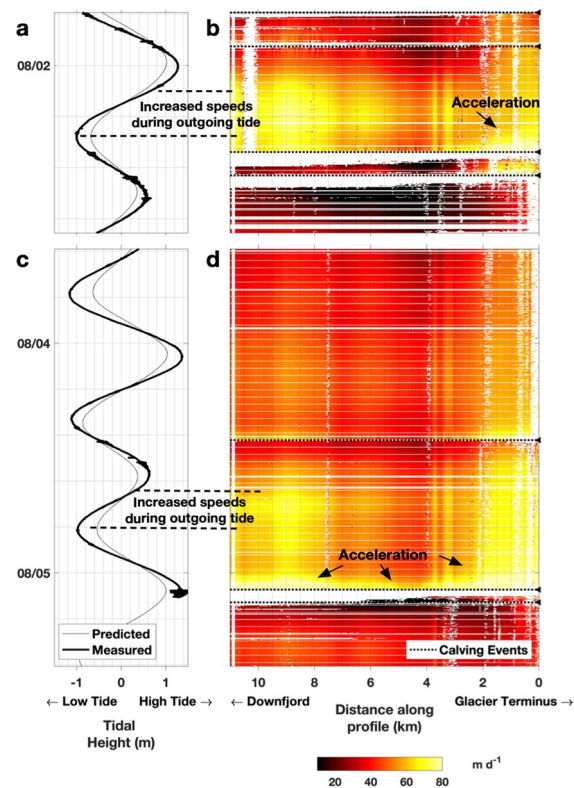 a
b
08/02
Increased speeds
during outgoing tide
Acceleration
c
d
08/04
Increased speeds
during outgoing tide
Acceleration
08/05
Predicted
Measured
Calving Events
-1 0 1
10 8 6 4 2 0
← Low Tide High Tide →
← Downfjord Distance along Glacier Terminus →
profile (km)
Tidal
Height (m)
m d⁻¹
20 40 60 80